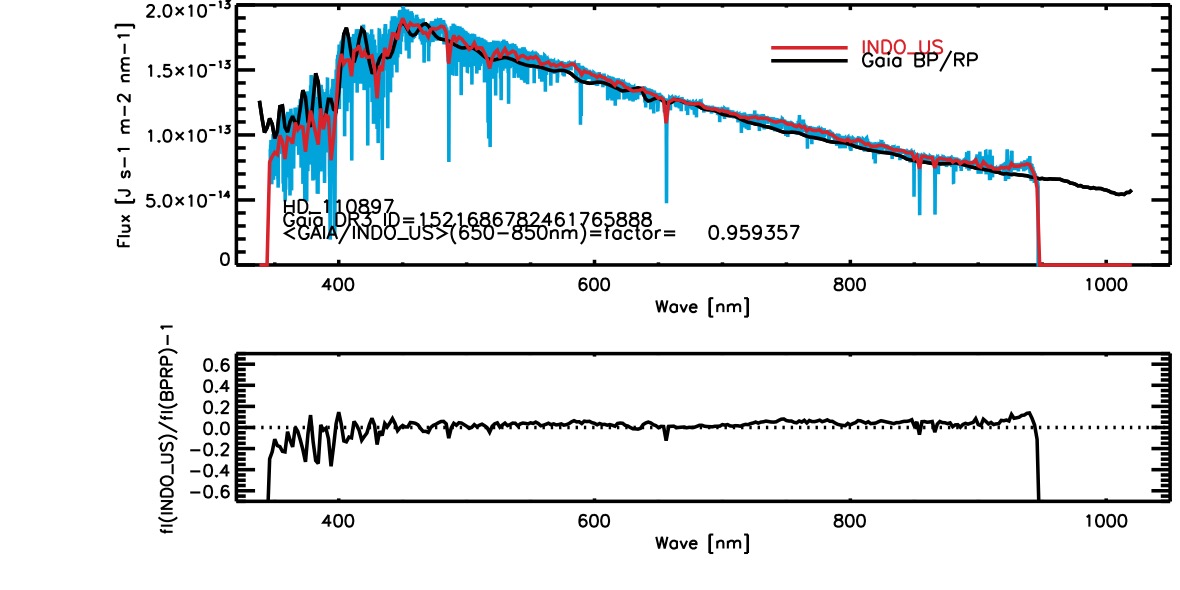 2.0×10−13
1.5×10−13
1.0×10−13
5.0×10−14
0
Flux [J s−1 m−2 nm−1]
INDO_US
Gaia BP/RP
HD_110897
Gaia DR3 ID=1521686782461765888
<GAIA/INDO_US>(650−850nm)=factor= 0.959357
400 600 800 1000
Wave [nm]
fl(INDO_US)/fl(BPRP)−1
0.6
0.4
0.2
0.0
−0.2
−0.4
−0.6
400 600 800 1000
Wave [nm]